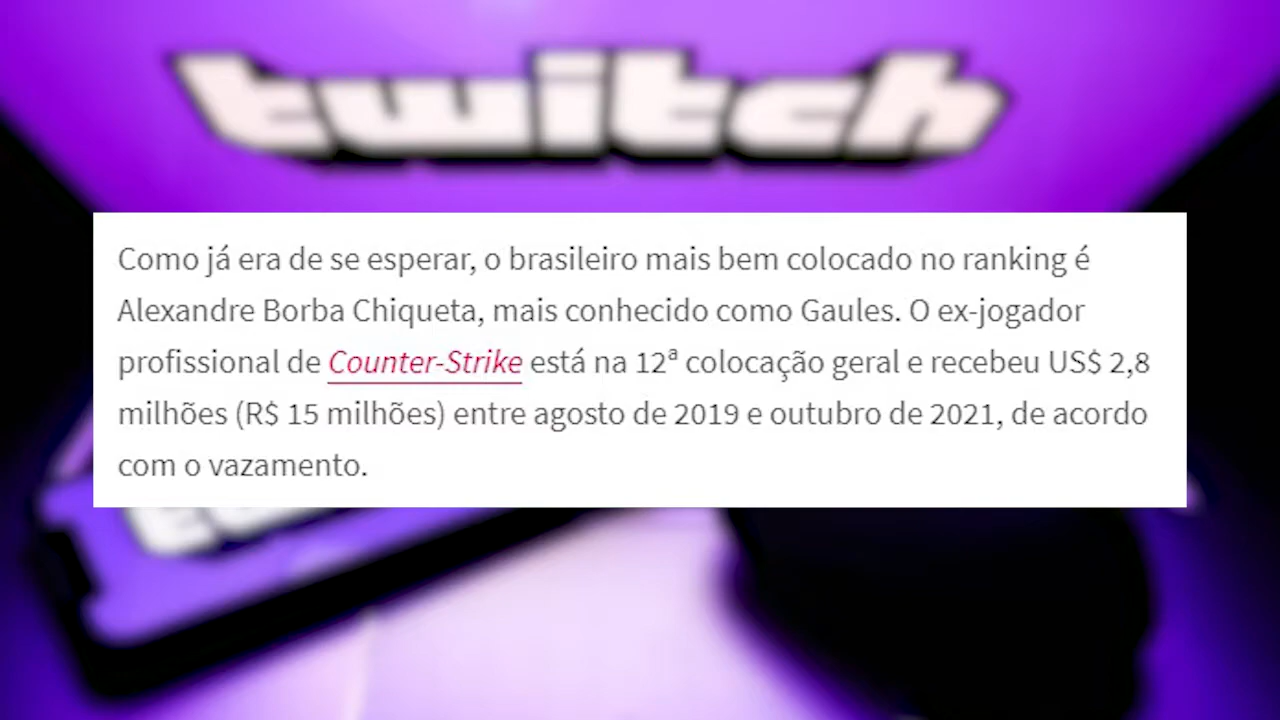 twitch
Como já era de se esperar, o brasileiro mais bem colocado no ranking é
Alexandre Borba Chiqueta, mais conhecido como Gaules. O ex-jogador
profissional de Counter-Strike está na 12ª colocação geral e recebeu US$ 2,8
milhões (R$ 15 milhões) entre agosto de 2019 e outubro de 2021, de acordo
com o vazamento.